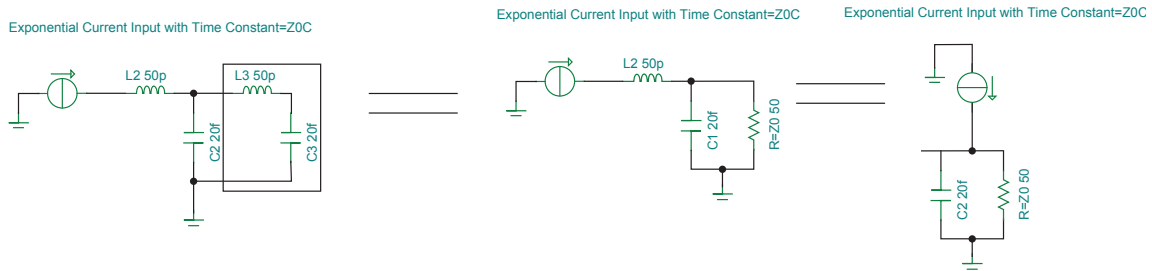 Exponential Current Input with Time Constant=Z0C
L2 50p
L3 50p
C2 20f
C3 20f
Exponential Current Input with Time Constant=Z0C
L2 50p
C1 20f
R=Z0 50
Exponential Current Input with Time Constant=Z0C
C2 20f
R=Z0 50